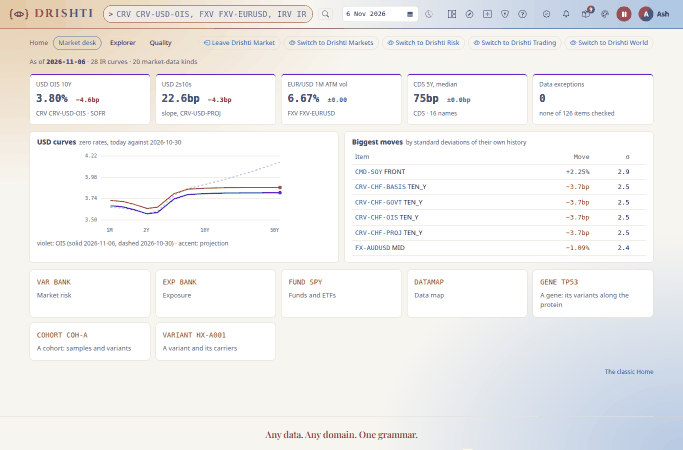 {👁} DRISHTI
> CRV CRV-USD-OIS, FXV FXV-EURUSD, IRV IR
6 Nov 2026
9
A Ash
Home Market desk Explorer Quality Leave Drishti Market Switch to Drishti Markets Switch to Drishti Risk Switch to Drishti Trading Switch to Drishti World
As of 2026-11-06 · 28 IR curves · 20 market-data kinds
USD OIS 10Y
3.80% −4.6bp
CRV CRV-USD-OIS · SOFR
USD 2s10s
22.6bp −4.3bp
slope, CRV-USD-PROJ
EUR/USD 1M ATM vol
6.67% ±0.00
FXV FXV-EURUSD
CDS 5Y, median
75bp ±0.0bp
CDS · 16 names
Data exceptions
0
none of 126 items checked
USD curves zero rates, today against 2026-10-30
4.22
3.98
3.74
3.50
1M 2Y 10Y 50Y
violet: OIS (solid 2026-11-06, dashed 2026-10-30) · accent: projection
Biggest moves by standard deviations of their own history
Item Move σ
CMD-SOY FRONT +2.25% 2.9
CRV-CHF-BASIS TEN_Y −3.7bp 2.5
CRV-CHF-GOVT TEN_Y −3.7bp 2.5
CRV-CHF-OIS TEN_Y −3.7bp 2.5
CRV-CHF-PROJ TEN_Y −3.7bp 2.5
FX-AUDUSD MID −1.09% 2.4
VAR BANK
Market risk
EXP BANK
Exposure
FUND SPY
Funds and ETFs
DATAMAP
Data map
GENE TP53
A gene: its variants along the
protein
COHORT COH-A
A cohort: samples and variants
VARIANT HX-A001
A variant and its carriers
The classic Home
Any data. Any domain. One grammar.